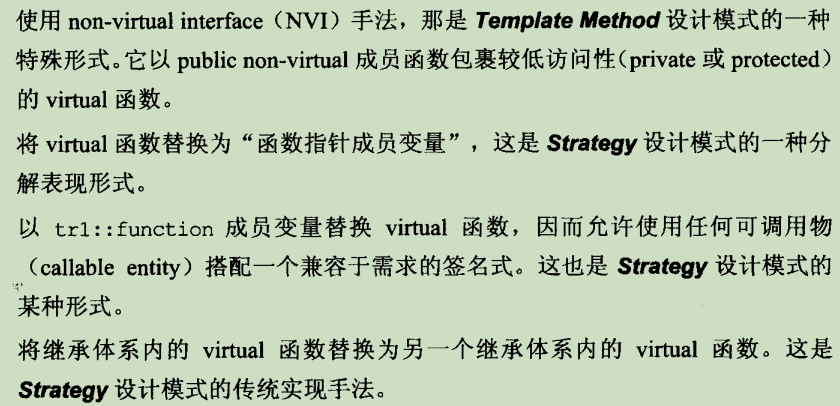 使用 non-virtual interface（NVI）手法，那是 Template Method 设计模式的一种
特殊形式。它以 public non-virtual 成员函数包裹较低访问性（private 或 protected）
的 virtual 函数。
将 virtual 函数替换为“函数指针成员变量”，这是 Strategy 设计模式的一种分
解表现形式。
以 tr1::function 成员变量替换 virtual 函数，因而允许使用任何可调用物
（callable entity）搭配一个兼容于需求的签名式。这也是 Strategy 设计模式的
某种形式。
将继承体系内的 virtual 函数替换为另一个继承体系内的 virtual 函数。这是
Strategy 设计模式的传统实现手法。